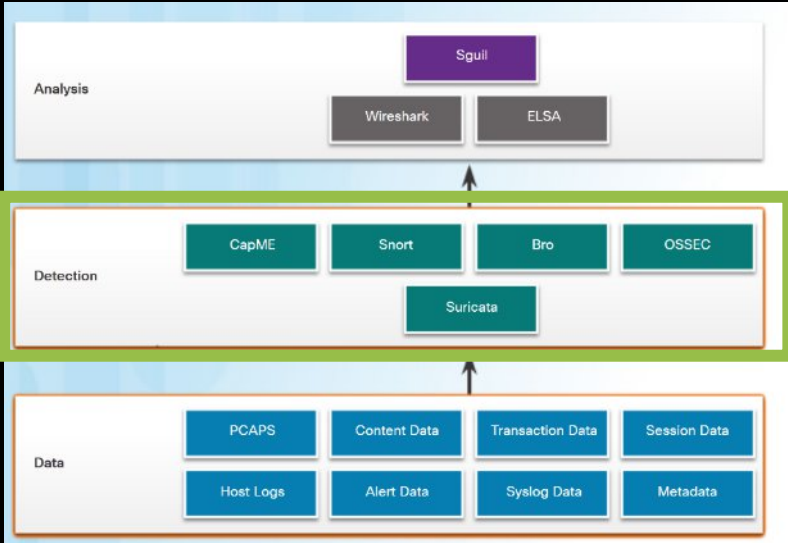 Sguil
Analysis
Wireshark ELSA
CapME Snort Bro OSSEC
Detection
Suricata
PCAPS Content Data Transaction Data Session Data
Data
Host Logs Alert Data Syslog Data Metadata